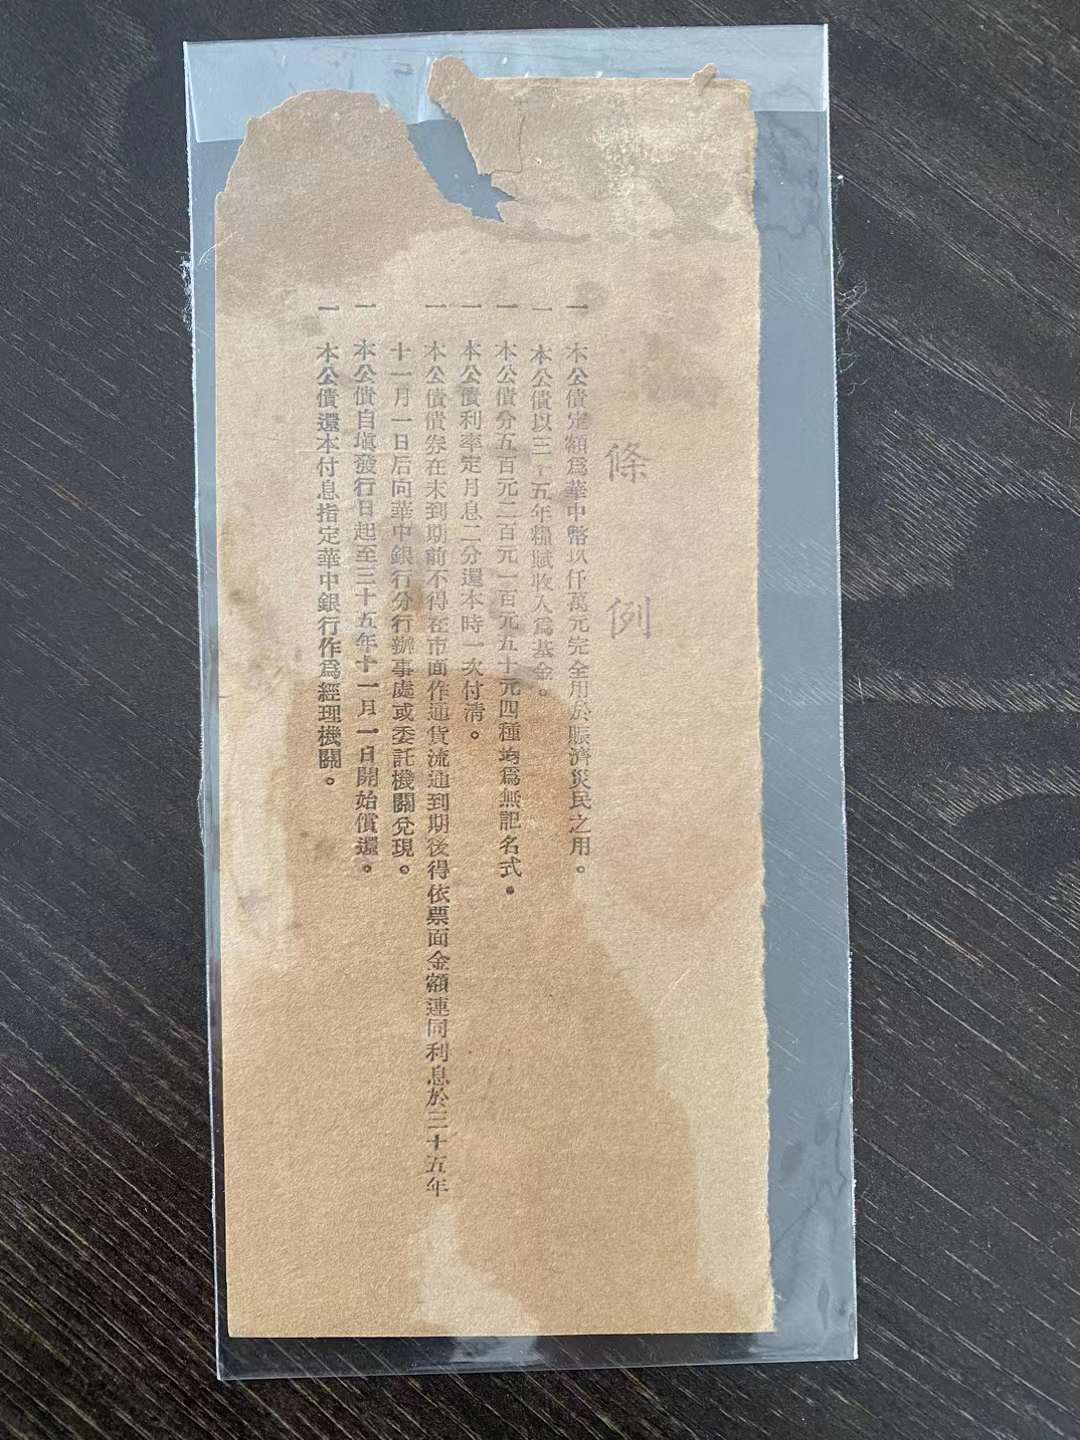 條例
一 本公債定額爲華中幣玖仟萬元完全用於賑濟災民之用。
一 本公債以三十五年糧賦收入爲基金。
一 本公債分五百元二百元一百元五十元四種均爲無記名式。
一 本公債利率定月息二分還本時一次付清。
一 本公債債券在未到期前不得在市面作通貨流通到期後得依票面金額連同利息於三十五年
十一月一日后向華中銀行分行辦事處或委託機關兌現。
一 本公債自塡發行日起至三十五年十一月一日開始償還。
一 本公債還本付息指定華中銀行作爲經理機關。